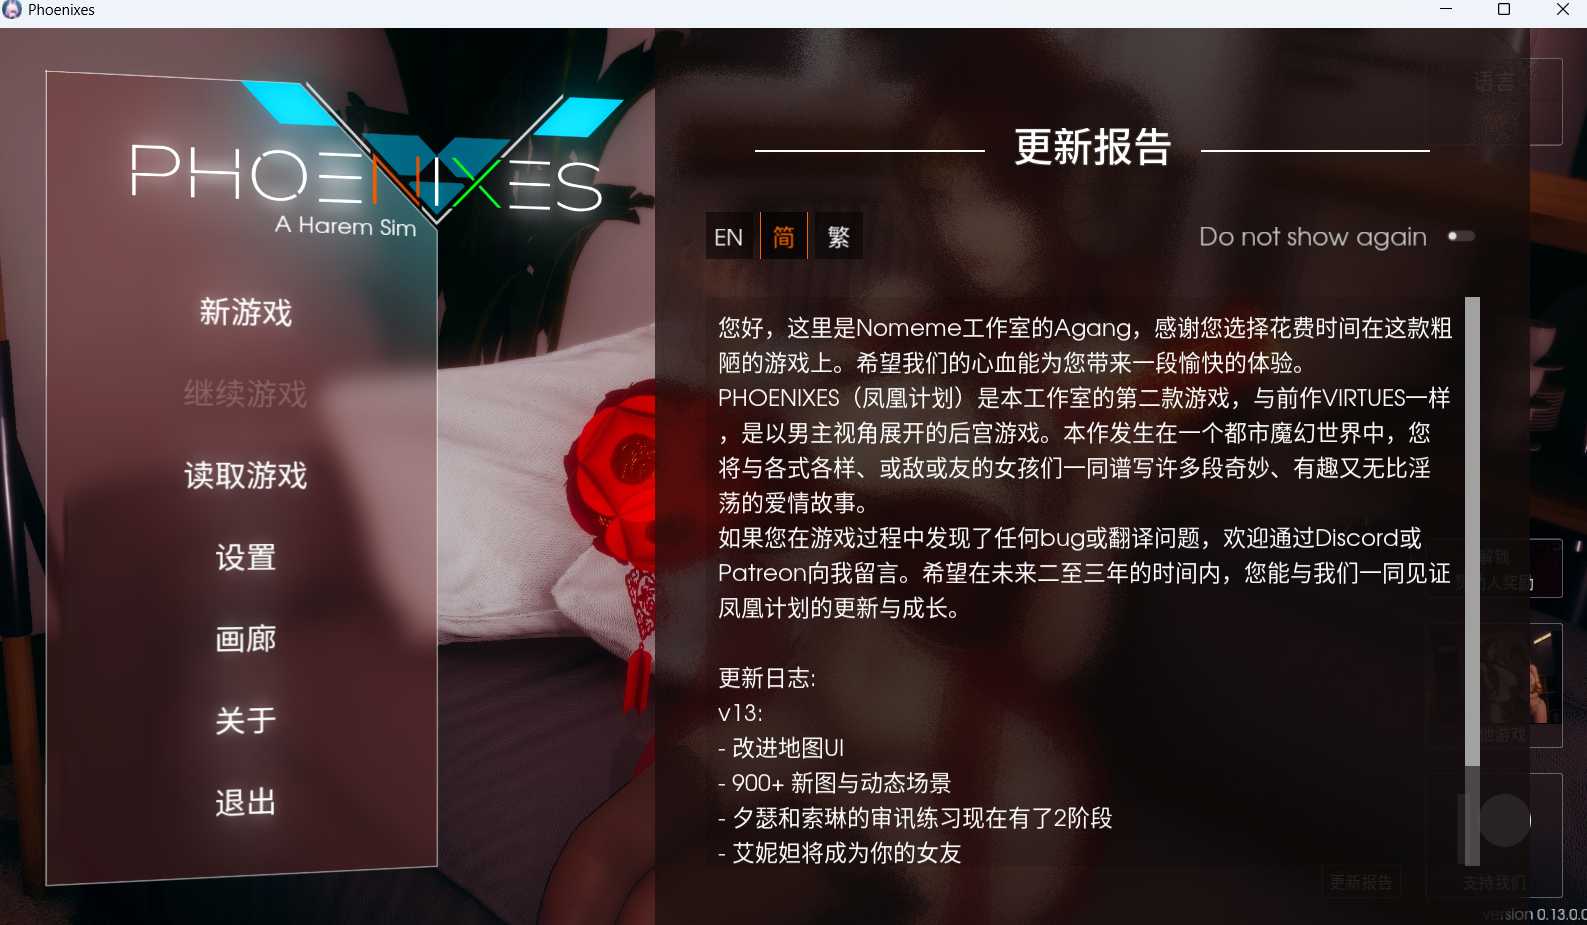 Phoenixes
PHOENIXES
A Harem Sim
新游戏
继续游戏
读取游戏
设置
画廊
关于
退出
更新报告
EN 简 繁
Do not show again
您好，这里是Nomeme工作室的Agang，感谢您选择花费时间在这款粗
陋的游戏上。希望我们的心血能为您带来一段愉快的体验。
PHOENIXES（凤凰计划）是本工作室的第二款游戏，与前作VIRTUES一样
，是以男主视角展开的后宫游戏。本作发生在一个都市魔幻世界中，您
将与各式各样、或敌或友的女孩们一同谱写许多段奇妙、有趣又无比淫
荡的爱情故事。
如果您在游戏过程中发现了任何bug或翻译问题，欢迎通过Discord或
Patreon向我留言。希望在未来二至三年的时间内，您能与我们一同见证
凤凰计划的更新与成长。
更新日志:
v13:
- 改进地图UI
- 900+ 新图与动态场景
- 夕瑟和索琳的审讯练习现在有了2阶段
- 艾妮妲将成为你的女友
语言
解锁
更新报告
支持我们
version 0.13.0.0